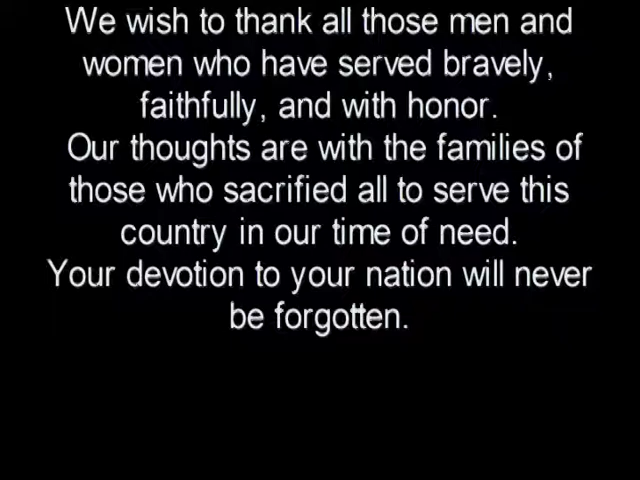 We wish to thank all those men and
women who have served bravely,
faithfully, and with honor.
Our thoughts are with the families of
those who sacrified all to serve this
country in our time of need.
Your devotion to your nation will never
be forgotten.